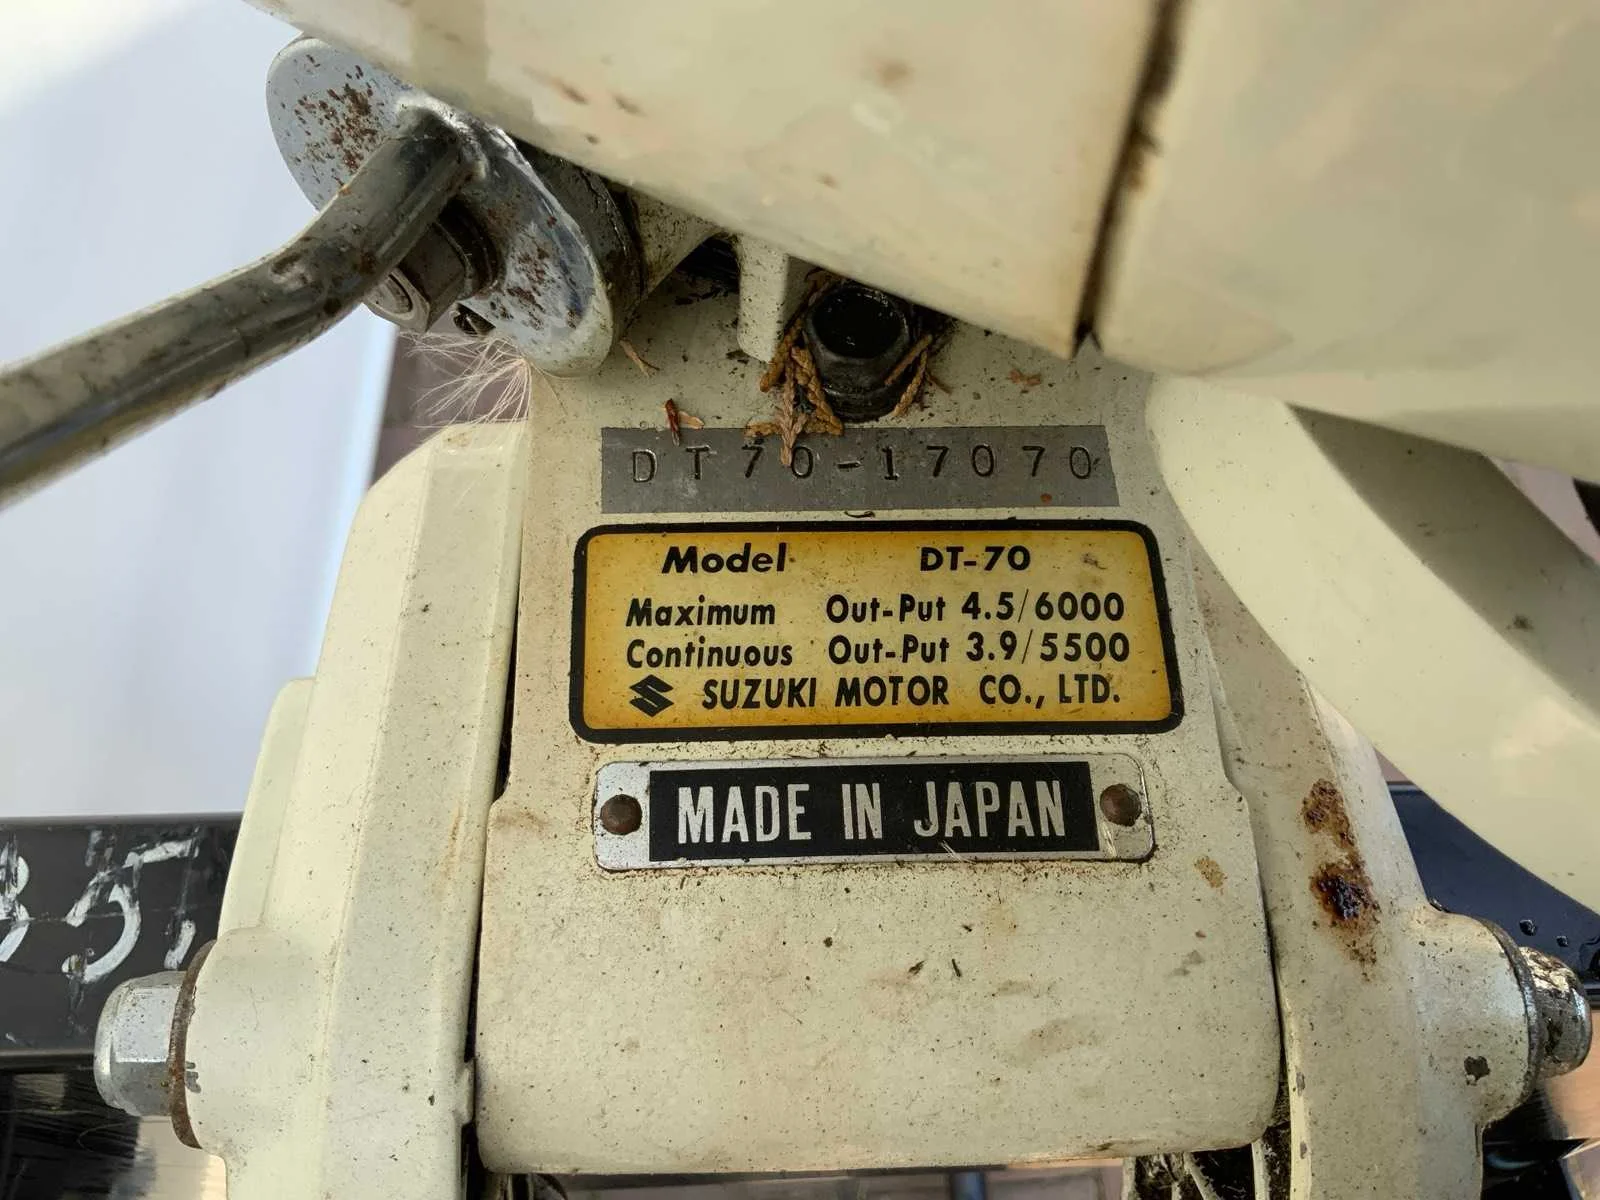 DT70-17070
Model DT-70
Maximum Out-Put 4.5/6000
Continuous Out-Put 3.9/5500
SUZUKI MOTOR CO., LTD.
MADE IN JAPAN
35,